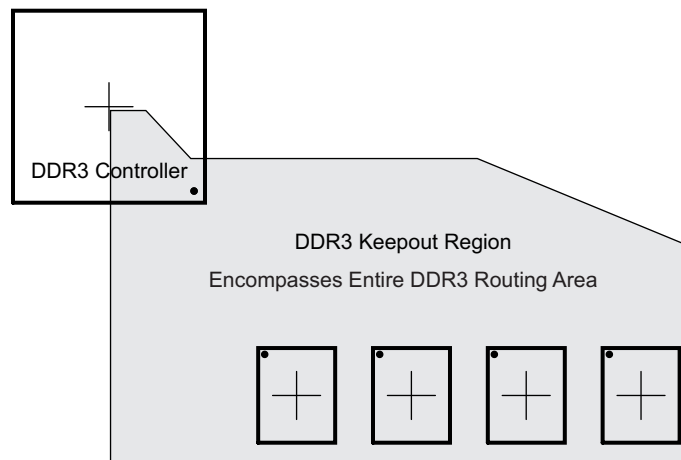 DDR3 Controller
DDR3 Keepout Region
Encompasses Entire DDR3 Routing Area